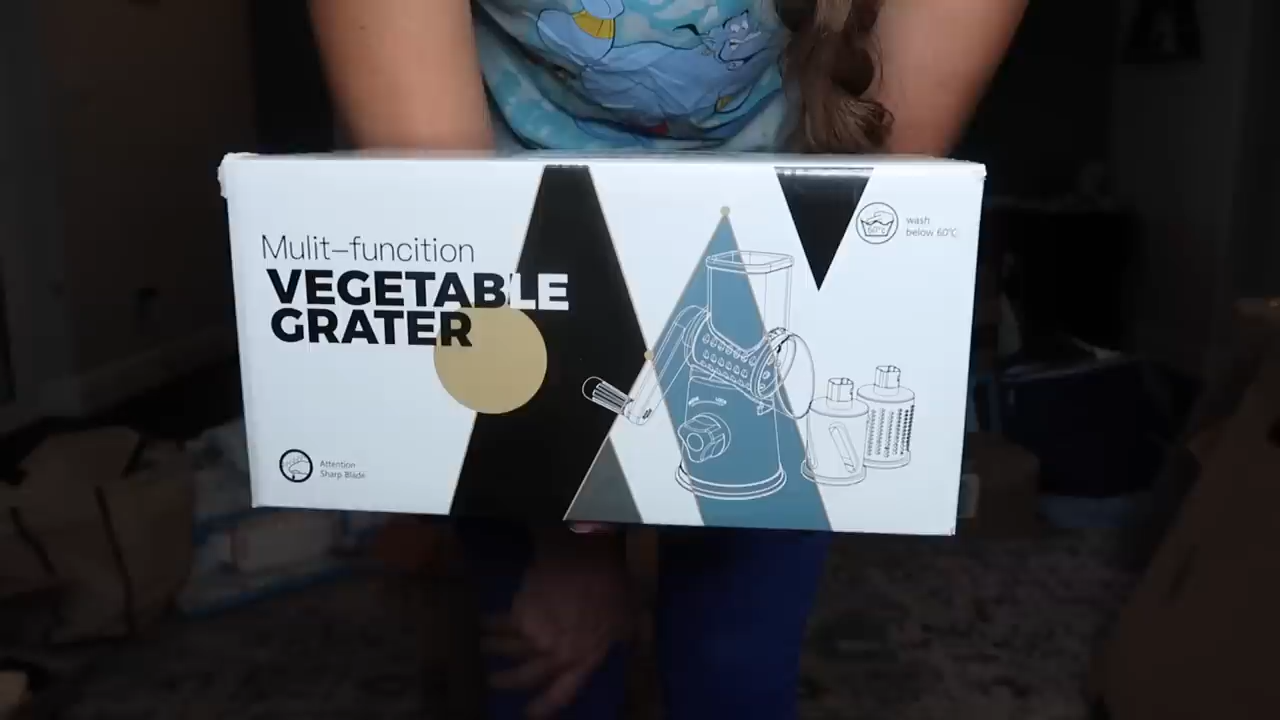 Mulit-funcition
VEGETABLE
GRATER
60°C
wash
below 60°C
Attention
Sharp Blade